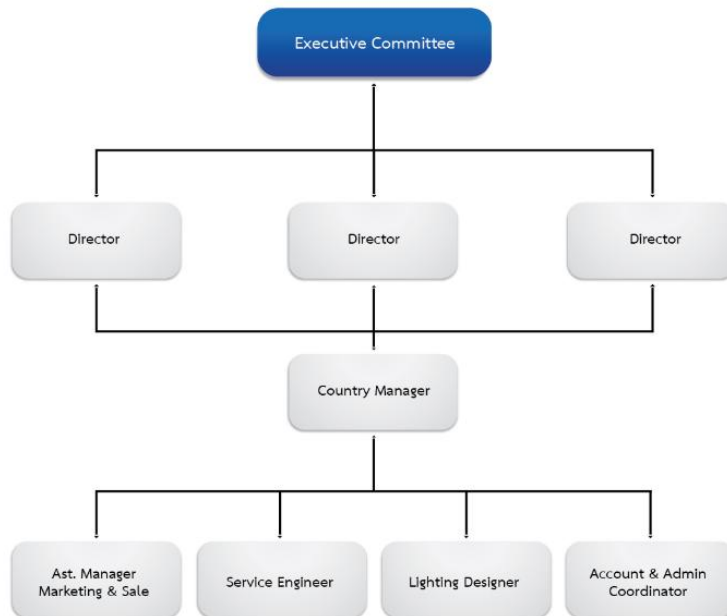 Executive Committee
Director
Director
Director
Country Manager
Ast. Manager
Marketing & Sale
Service Engineer
Lighting Designer
Account & Admin
Coordinator